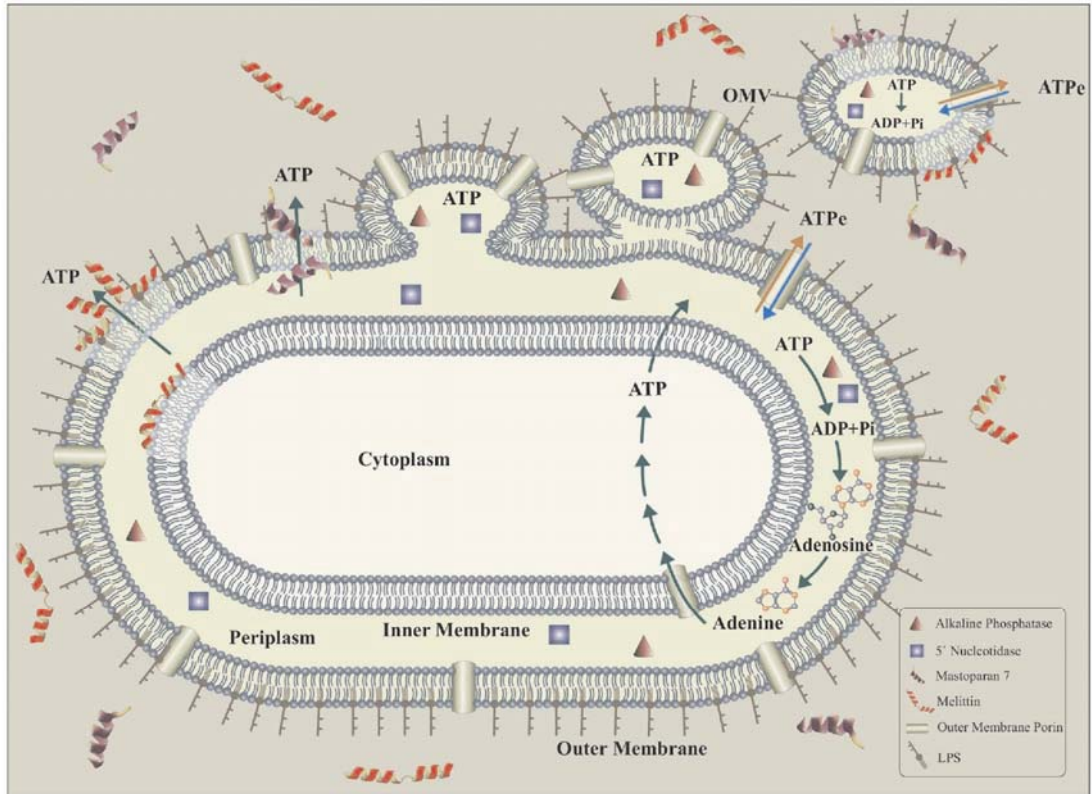 OMV
ATP
ADP+Pi
ATPe
ATP
ATP
ATP
ATPe
ATP
ATP
ATP
ADP+Pi
Cytoplasm
Adenosine
Adenine
Periplasm
Inner Membrane
Outer Membrane
Alkaline Phosphatase
5´ Nucleotidase
Mastoparan 7
Melittin
Outer Membrane Porin
LPS